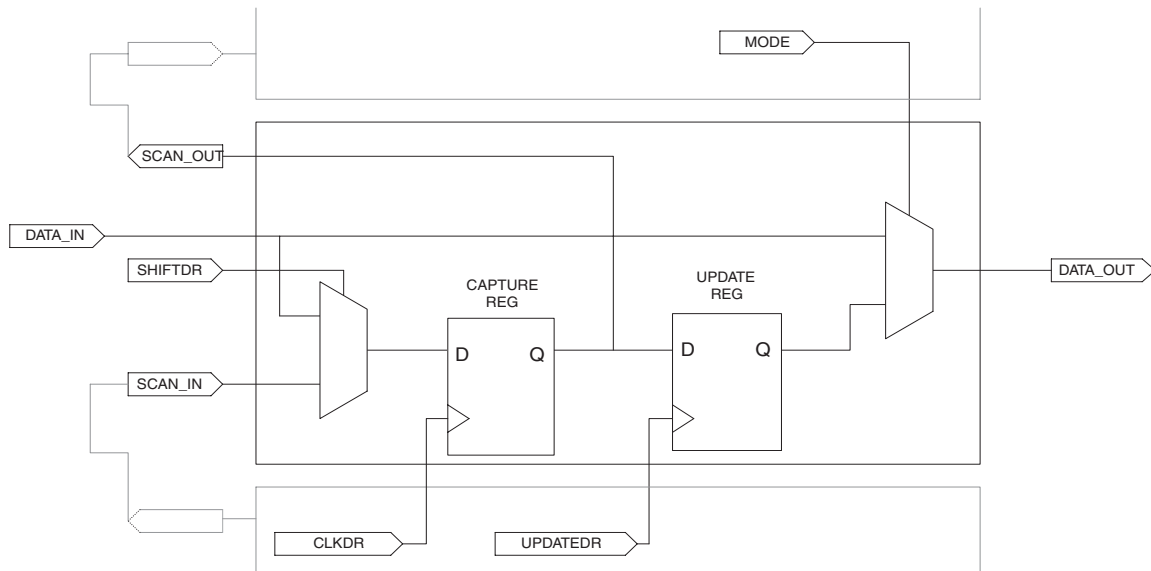 MODE
SCAN_OUT
DATA_IN
SHIFTDR
CAPTURE
REG
UPDATE
REG
DATA_OUT
D
Q
D
Q
SCAN_IN
CLKDR
UPDATEDR